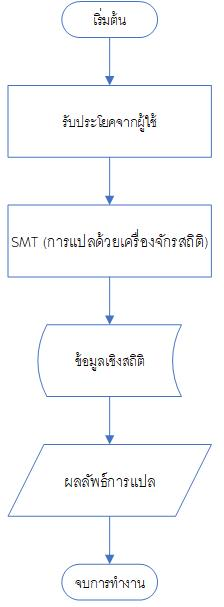 เริ่มต้น
รับประโยคจากผู้ใช้
SMT (การแปลด้วยเครื่องจักรสถิติ)
ข้อมูลเชิงสถิติ
ผลลัพธ์การแปล
จบการทำงาน